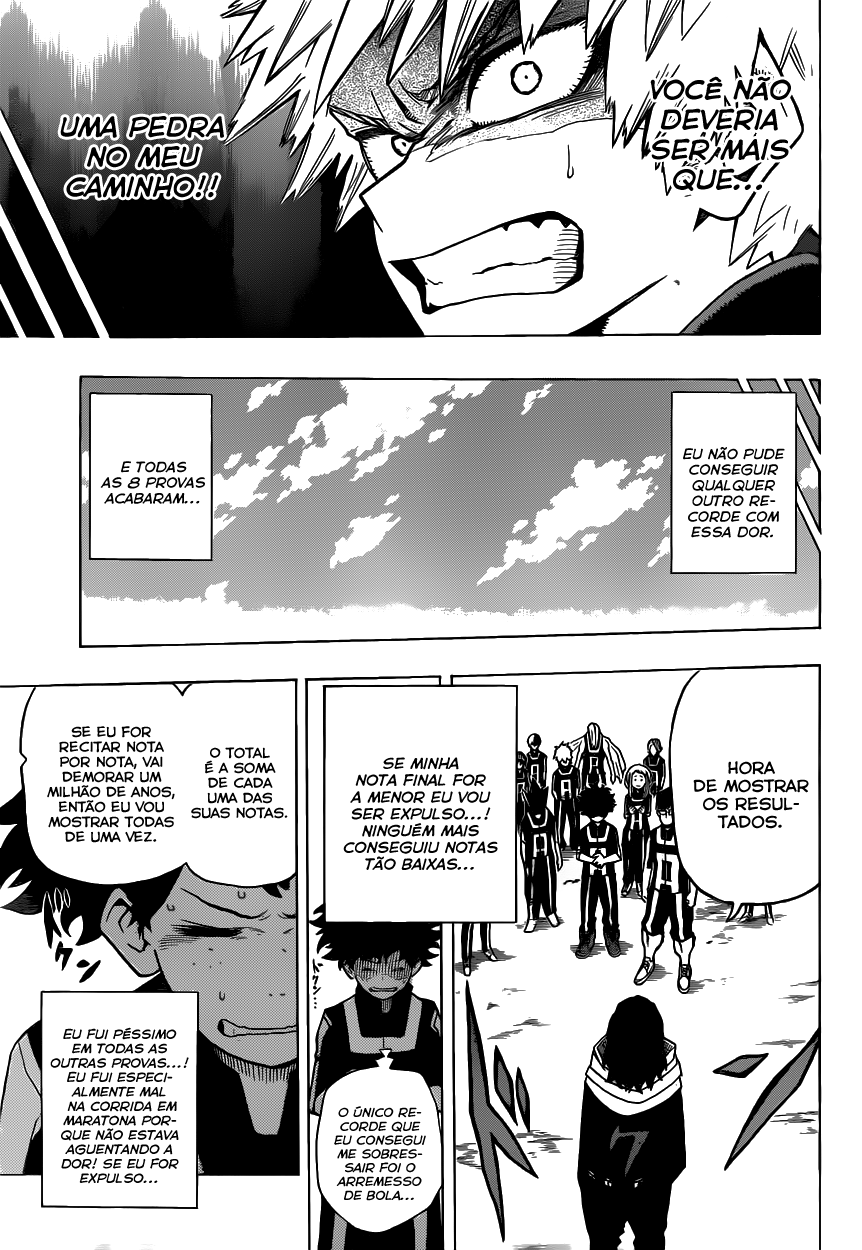 VOCÊ NÃO
DEVERIA
SER MAIS
QUE...!
UMA PEDRA
NO MEU
CAMINHO!!
EU NÃO PUDE
CONSEGUIR
QUALQUER
OUTRO RE-
CORDE COM
ESSA DOR.
E TODAS
AS 8 PROVAS
ACABARAM...
HORA
DE MOSTRAR
OS RESUL-
TADOS.
SE MINHA
NOTA FINAL FOR
A MENOR EU VOU
SER EXPULSO...!
NINGUÉM MAIS
CONSEGUIU NOTAS
TÃO BAIXAS...
O ÚNICO RE-
CORDE QUE
EU CONSEGUI
ME SOBRES-
SAIR FOI O
ARREMESSO
DE BOLA...
O TOTAL
É A SOMA
DE CADA
UMA DAS
SUAS NOTAS.
SE EU FOR
RECITAR NOTA
POR NOTA, VAI
DEMORAR UM
MILHÃO DE ANOS,
ENTÃO EU VOU
MOSTRAR TODAS
DE UMA VEZ.
EU FUI PÉSSIMO
EM TODAS AS
OUTRAS PROVAS...!
EU FUI ESPECI-
ALMENTE MAL
NA CORRIDA EM
MARATONA POR-
QUE NÃO ESTAVA
AGUENTANDO A
DOR! SE EU FOR
EXPULSO...